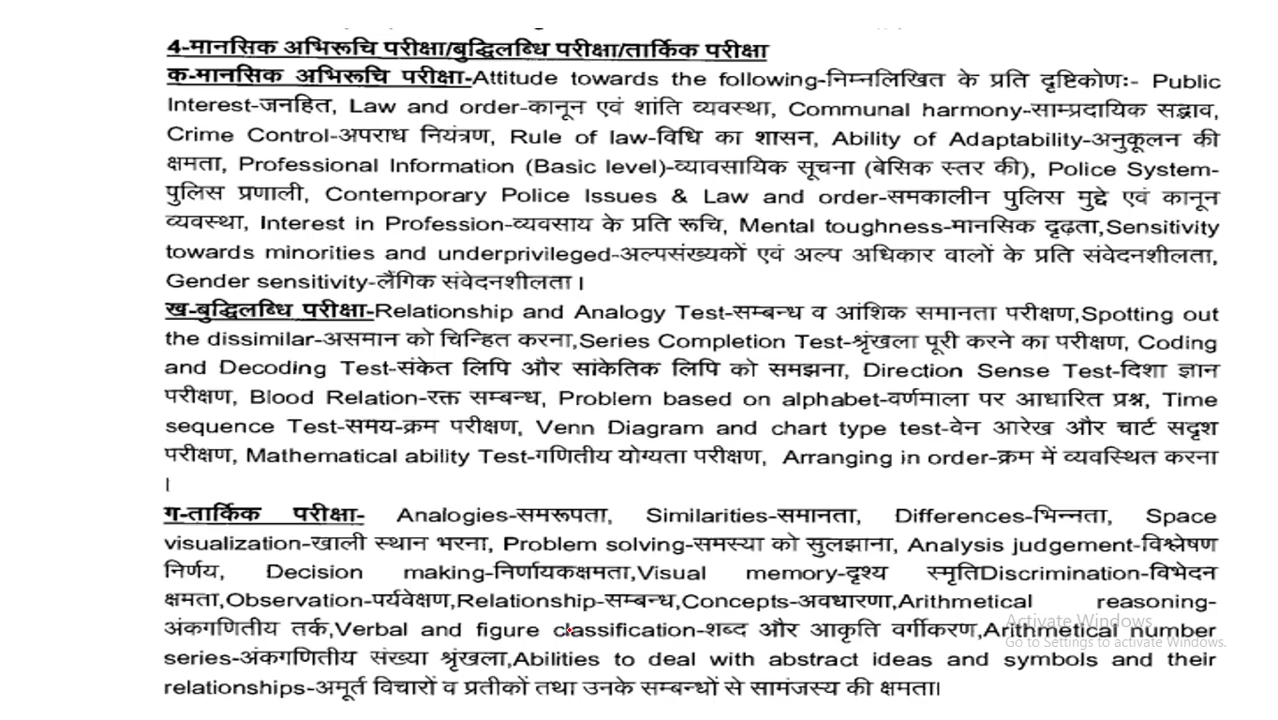 4-मानसिक अभिरूचि परीक्षा/बुद्धिलब्धि परीक्षा/तार्किक परीक्षा
क-मानसिक अभिरूचि परीक्षा-Attitude towards the following-निम्नलिखित के प्रति दृष्टिकोणः- Public
Interest-जनहित, Law and order-कानून एवं शांति व्यवस्था, Communal harmony-साम्प्रदायिक सद्भाव,
Crime Control-अपराध नियंत्रण, Rule of law-विधि का शासन, Ability of Adaptability-अनुकूलन की
क्षमता, Professional Information (Basic level)-व्यावसायिक सूचना (बेसिक स्तर की), Police System-
पुलिस प्रणाली, Contemporary Police Issues & Law and order-समकालीन पुलिस मुद्दे एवं कानून
व्यवस्था, Interest in Profession-व्यवसाय के प्रति रूचि, Mental toughness-मानसिक दृढ़ता,Sensitivity
towards minorities and underprivileged-अल्पसंख्यकों एवं अल्प अधिकार वालों के प्रति संवेदनशीलता,
Gender sensitivity-लैंगिक संवेदनशीलता।
ख-बुद्धिलब्धि परीक्षा-Relationship and Analogy Test-सम्बन्ध व आंशिक समानता परीक्षण,Spotting out
the dissimilar-असमान को चिन्हित करना,Series Completion Test-श्रृंखला पूरी करने का परीक्षण, Coding
and Decoding Test-संकेत लिपि और सांकेतिक लिपि को समझना, Direction Sense Test-दिशा ज्ञान
परीक्षण, Blood Relation-रक्त सम्बन्ध, Problem based on alphabet-वर्णमाला पर आधारित प्रश्न, Time
sequence Test-समय-क्रम परीक्षण, Venn Diagram and chart type test-वेन आरेख और चार्ट सदृश
परीक्षण, Mathematical ability Test-गणितीय योग्यता परीक्षण, Arranging in order-क्रम में व्यवस्थित करना
।
ग-तार्किक परीक्षा- Analogies-समरूपता, Similarities-समानता, Differences-भिन्नता, Space
visualization-खाली स्थान भरना, Problem solving-समस्या को सुलझाना, Analysis judgement-विश्लेषण
निर्णय, Decision making-निर्णायकक्षमता,Visual memory-दृश्य स्मृतिDiscrimination-विभेदन
क्षमता,Observation-पर्यवेक्षण,Relationship-सम्बन्ध,Concepts-अवधारणा,Arithmetical reasoning-
अंकगणितीय तर्क,Verbal and figure classification-शब्द और आकृति वर्गीकरण,Arithmetical number
series-अंकगणितीय संख्या श्रृंखला,Abilities to deal with abstract ideas and symbols and their
relationships-अमूर्त विचारों व प्रतीकों तथा उनके सम्बन्धों से सामंजस्य की क्षमता।
Activate Windows
Go to Settings to activate Windows.